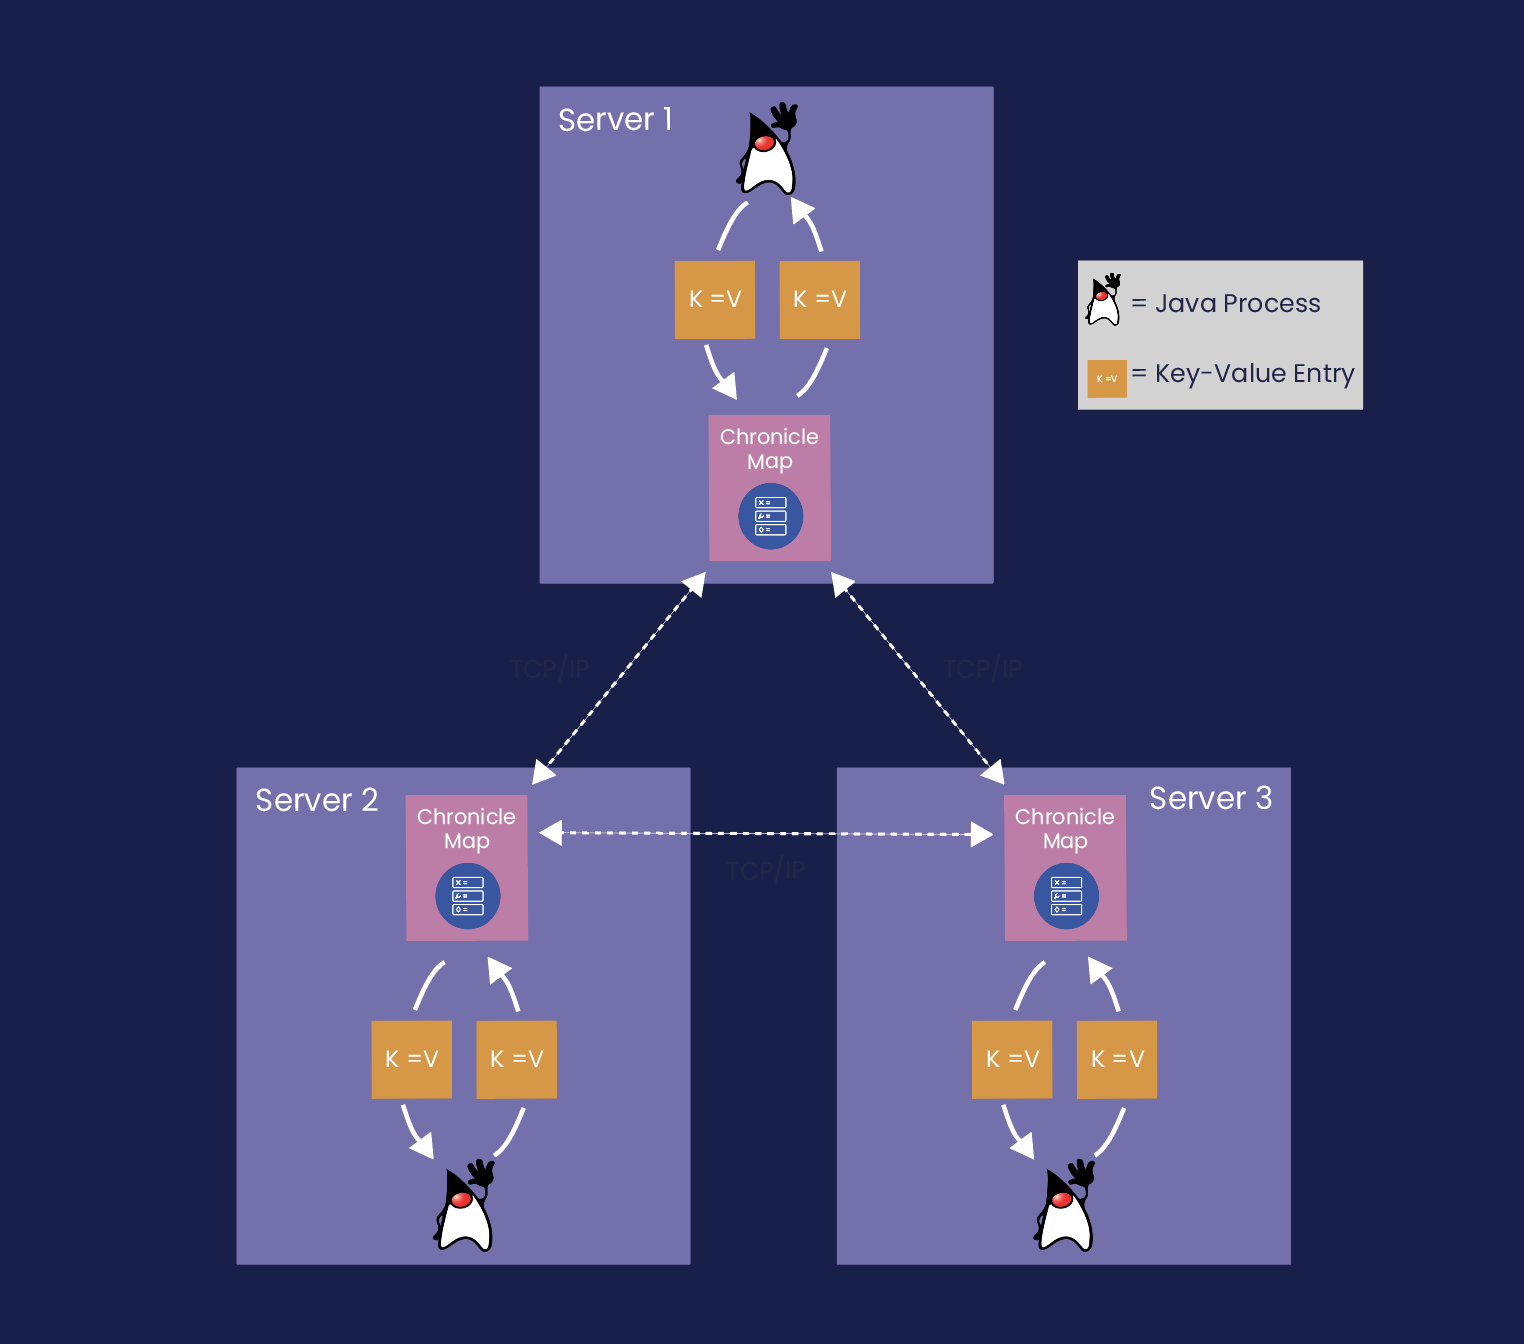 Server 1
K =V
K =V
Chronicle
Map
= Java Process
K =V
= Key-Value Entry
TCP/IP
TCP/IP
Server 2
Chronicle
Map
TCP/IP
Server 3
Chronicle
Map
K =V
K =V
K =V
K =V